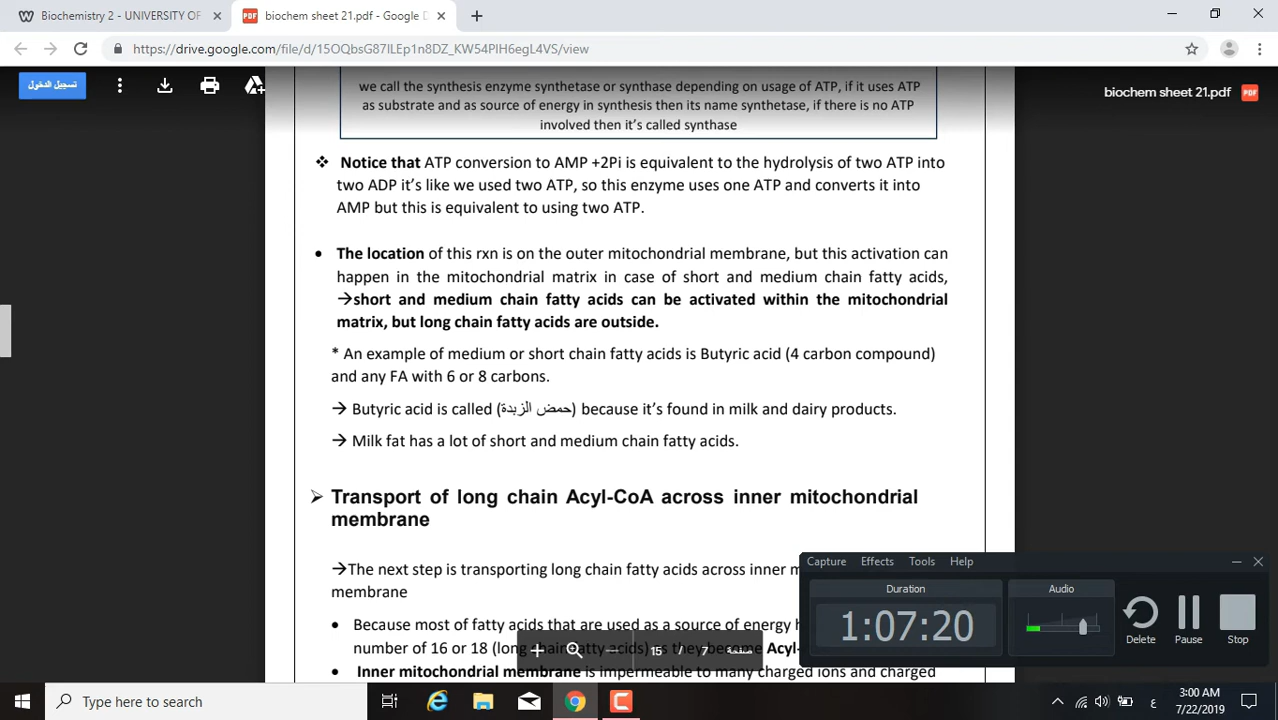 Biochemistry 2 - UNIVERSITY OF
biochem sheet 21.pdf - Google D
https://drive.google.com/file/d/15OQbsG87ILEp1n8DZ_KW54PIH6egL4VS/view
تسجيل الدخول
biochem sheet 21.pdf
we call the synthesis enzyme synthetase or synthase depending on usage of ATP, if it uses ATP
as substrate and as source of energy in synthesis then its name synthetase, if there is no ATP
involved then it's called synthase
❖ Notice that ATP conversion to AMP +2Pi is equivalent to the hydrolysis of two ATP into
two ADP it's like we used two ATP, so this enzyme uses one ATP and converts it into
AMP but this is equivalent to using two ATP.
• The location of this rxn is on the outer mitochondrial membrane, but this activation can
happen in the mitochondrial matrix in case of short and medium chain fatty acids,
→short and medium chain fatty acids can be activated within the mitochondrial
matrix, but long chain fatty acids are outside.
* An example of medium or short chain fatty acids is Butyric acid (4 carbon compound)
and any FA with 6 or 8 carbons.
→ Butyric acid is called (حمض الزبدة) because it's found in milk and dairy products.
→ Milk fat has a lot of short and medium chain fatty acids.
➢ Transport of long chain Acyl-CoA across inner mitochondrial
membrane
→The next step is transporting long chain fatty acids across inner
membrane
• Because most of fatty acids that are used as a source of energy
number of 16 or 18 (long chain fatty acids) as they become Acyl-
• Inner mitochondrial membrane is impermeable to many charged ions and charged
صفحة 7 / 15
Capture Effects Tools Help
Duration
Audio
1:07:20
Delete
Pause
Stop
Type here to search
ع
3:00 AM
7/22/2019